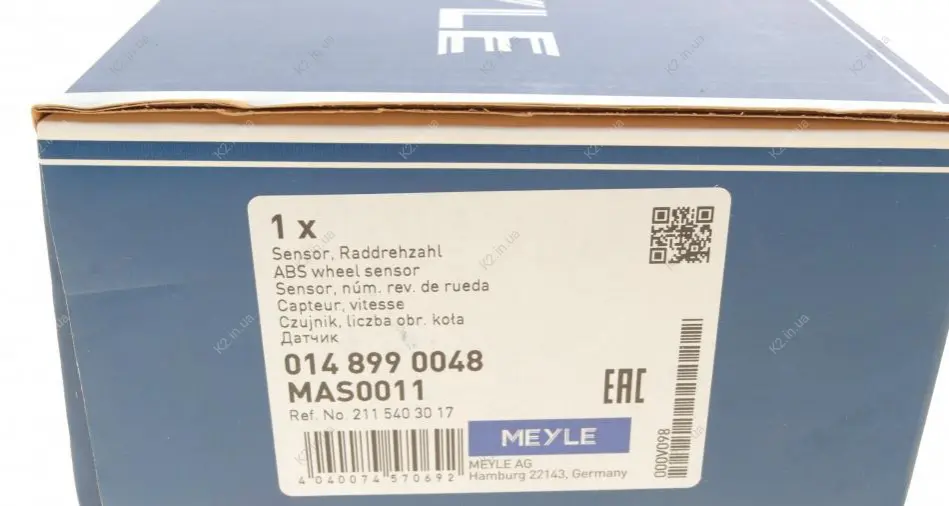 MEYLE
1 x
Sensor, Raddrehzahl
ABS wheel sensor
Sensor, núm. rev. de rueda
Capteur, vitesse
Czujnik, liczba obr. koła
Датчик
014 899 0048
MAS0011
Ref. No. 211 540 30 17
EAC
MEYLE
MEYLE AG
Hamburg 22143, Germany
4 040074 570692
000V098
K2.in.ua